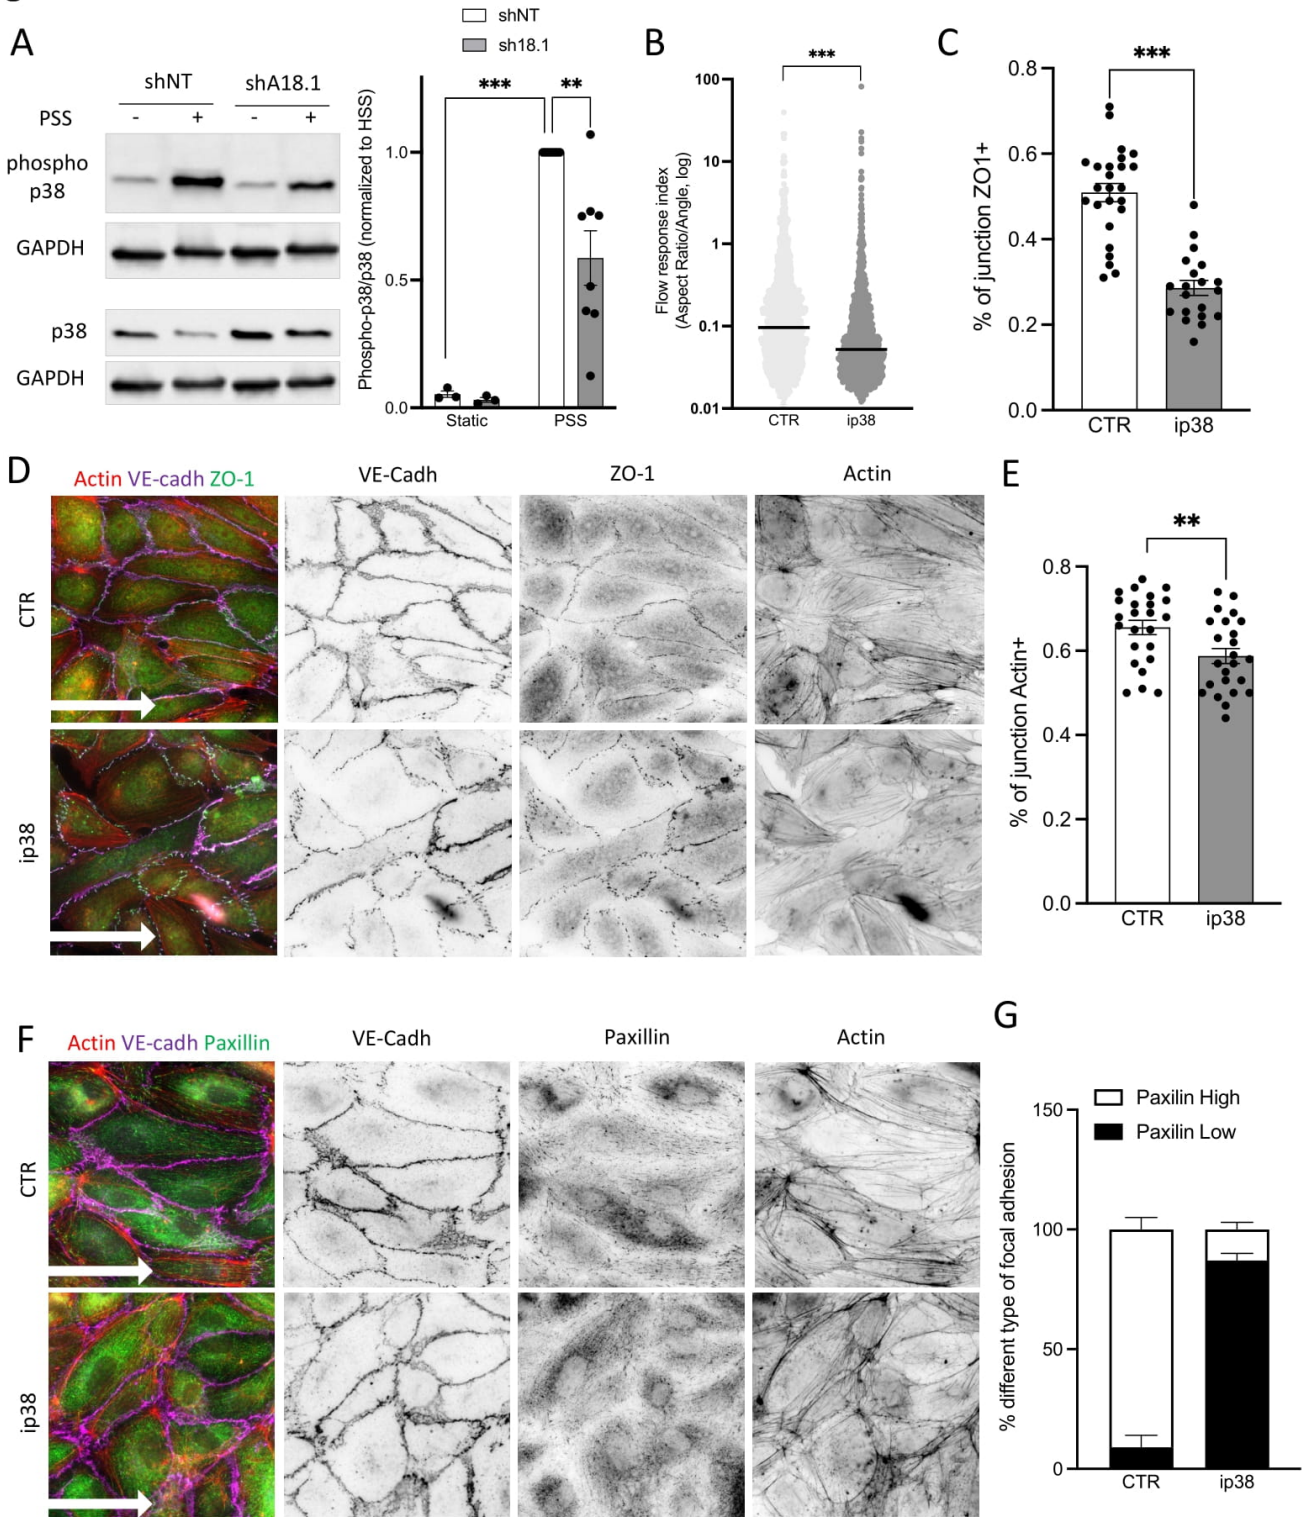 shNT
sh18.1
A
shNT shA18.1
PSS - + - +
phospho
p38
GAPDH
p38
GAPDH
Phospho-p38/p38 (normalized to HSS)
*** **
1.0
0.5
0.0
Static PSS
B
***
Flow response index
(Aspect Ratio/Angle, log)
100
10
1
0.1
0.01
CTR ip38
C
***
% of junction ZO1+
0.8
0.6
0.4
0.2
0.0
CTR ip38
D
Actin VE-cadh ZO-1 VE-Cadh ZO-1 Actin
CTR
ip38
E
**
% of junction Actin+
0.8
0.6
0.4
0.2
0.0
CTR ip38
F
Actin VE-cadh Paxillin VE-Cadh Paxillin Actin
CTR
ip38
G
Paxilin High
Paxilin Low
% different type of focal adhesion
150
100
50
0
CTR ip38